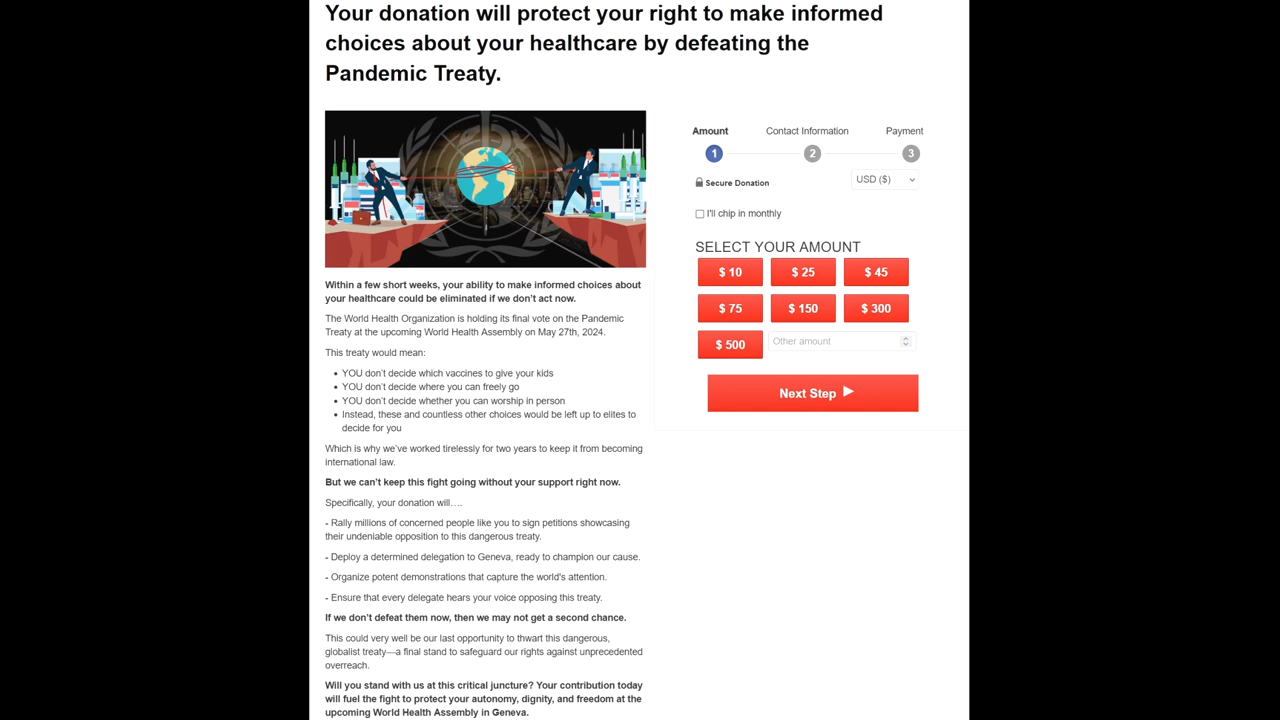 Your donation will protect your right to make informed
choices about your healthcare by defeating the
Pandemic Treaty.
Within a few short weeks, your ability to make informed choices about
your healthcare could be eliminated if we don’t act now.
The World Health Organization is holding its final vote on the Pandemic
Treaty at the upcoming World Health Assembly on May 27th, 2024.
This treaty would mean:
• YOU don’t decide which vaccines to give your kids
• YOU don’t decide where you can freely go
• YOU don’t decide whether you can worship in person
• Instead, these and countless other choices would be left up to elites to
decide for you
Which is why we’ve worked tirelessly for two years to keep it from becoming
international law.
But we can’t keep this fight going without your support right now.
Specifically, your donation will….
- Rally millions of concerned people like you to sign petitions showcasing
their undeniable opposition to this dangerous treaty.
- Deploy a determined delegation to Geneva, ready to champion our cause.
- Organize potent demonstrations that capture the world's attention.
- Ensure that every delegate hears your voice opposing this treaty.
If we don’t defeat them now, then we may not get a second chance.
This could very well be our last opportunity to thwart this dangerous,
globalist treaty—a final stand to safeguard our rights against unprecedented
overreach.
Will you stand with us at this critical juncture? Your contribution today
will fuel the fight to protect your autonomy, dignity, and freedom at the
upcoming World Health Assembly in Geneva.
Amount Contact Information Payment
1 2 3
Secure Donation USD ($)
I'll chip in monthly
SELECT YOUR AMOUNT
$ 10 $ 25 $ 45
$ 75 $ 150 $ 300
$ 500 Other amount
Next Step